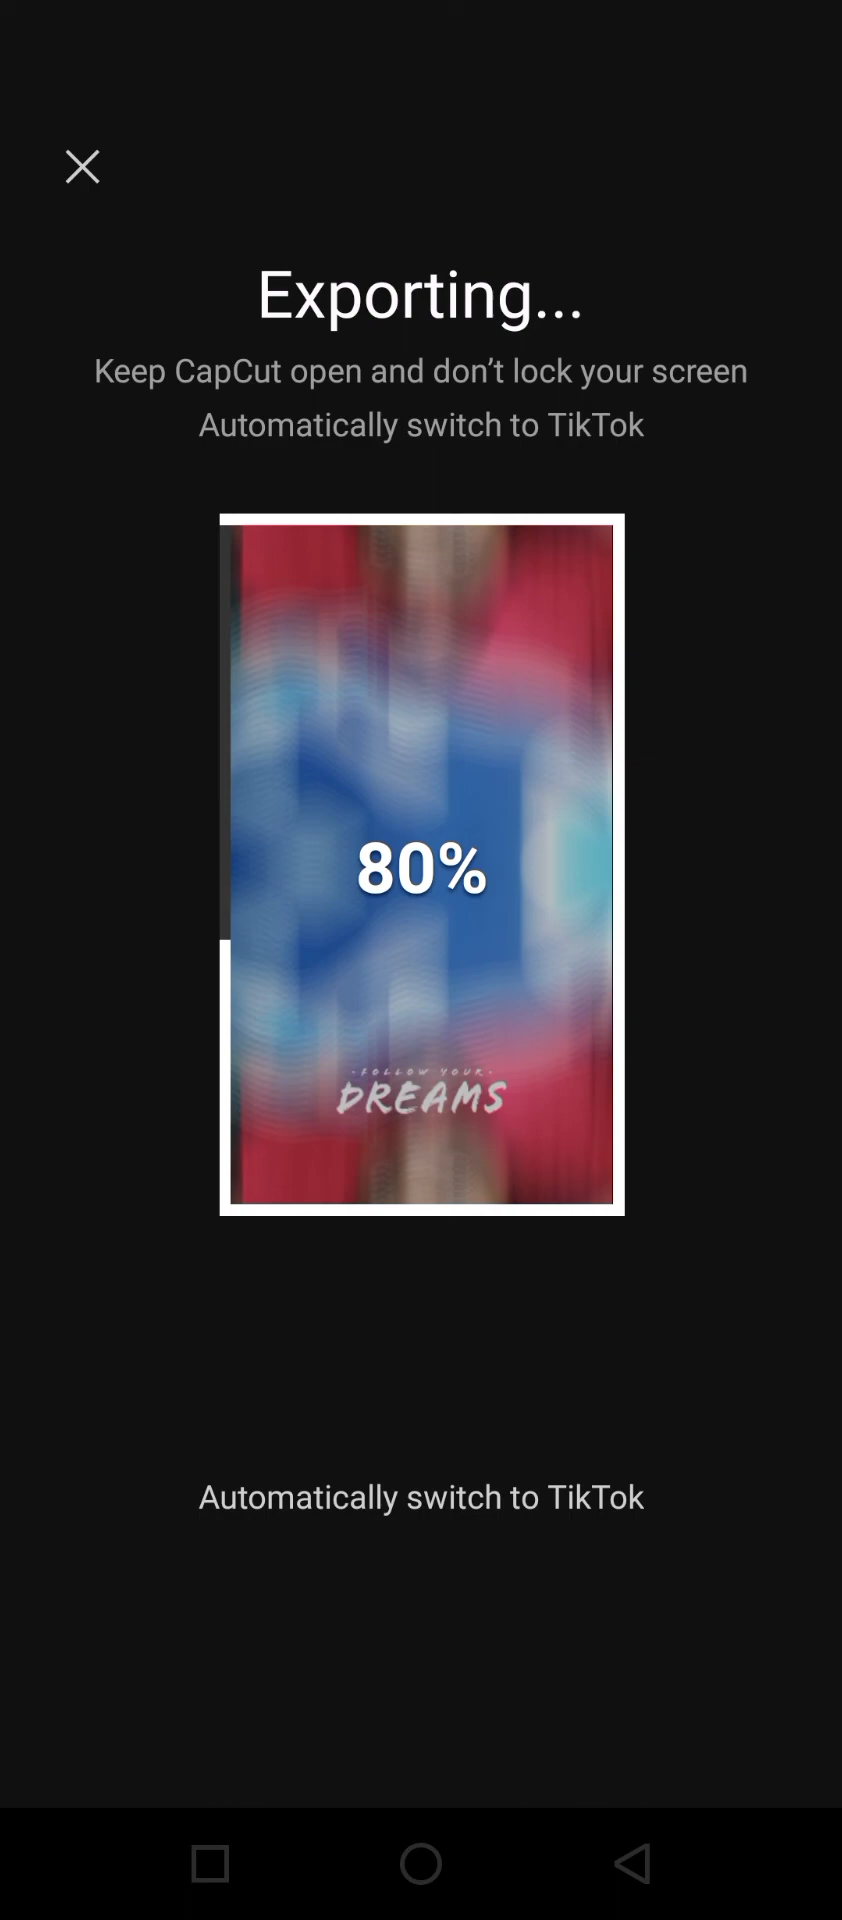 Exporting...
Keep CapCut open and don’t lock your screen
Automatically switch to TikTok
80%
·FOLLOW YOUR·
DREAMS
Automatically switch to TikTok